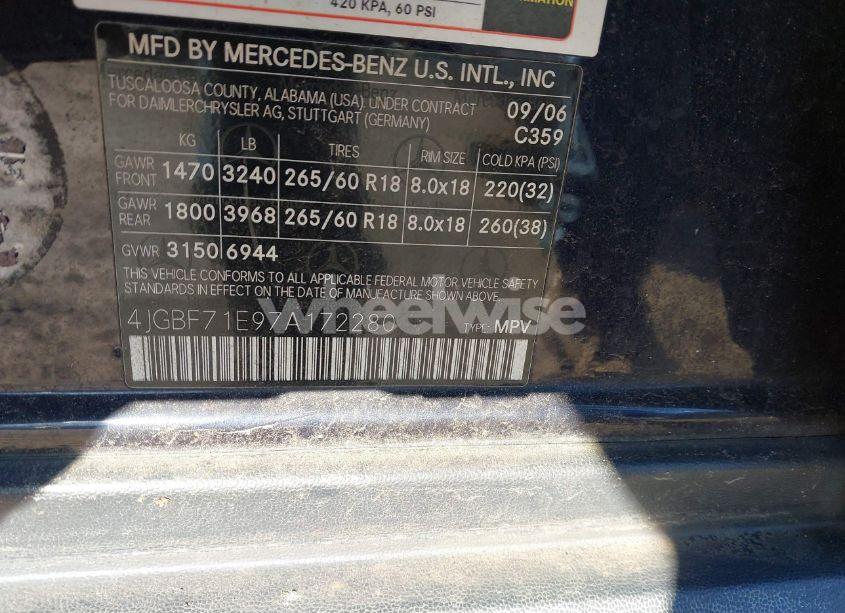 420 KPA, 60 PSI
MFD BY MERCEDES-BENZ U.S. INTL., INC
TUSCALOOSA COUNTY, ALABAMA (USA). UNDER CONTRACT
FOR DAIMLERCHRYSLER AG, STUTTGART (GERMANY)
09/06
C359
KG LB TIRES RIM SIZE COLD KPA (PSI)
GAWR FRONT 1470 3240 265/60 R18 8.0x18 220(32)
GAWR REAR 1800 3968 265/60 R18 8.0x18 260(38)
GVWR 3150 6944
THIS VEHICLE CONFORMS TO ALL APPLICABLE FEDERAL MOTOR VEHICLE SAFETY
STANDARDS IN EFFECT ON THE DATE OF MANUFACTURE SHOWN ABOVE.
wheelwise
4JGBF71E97A172280
TYPE: MPV